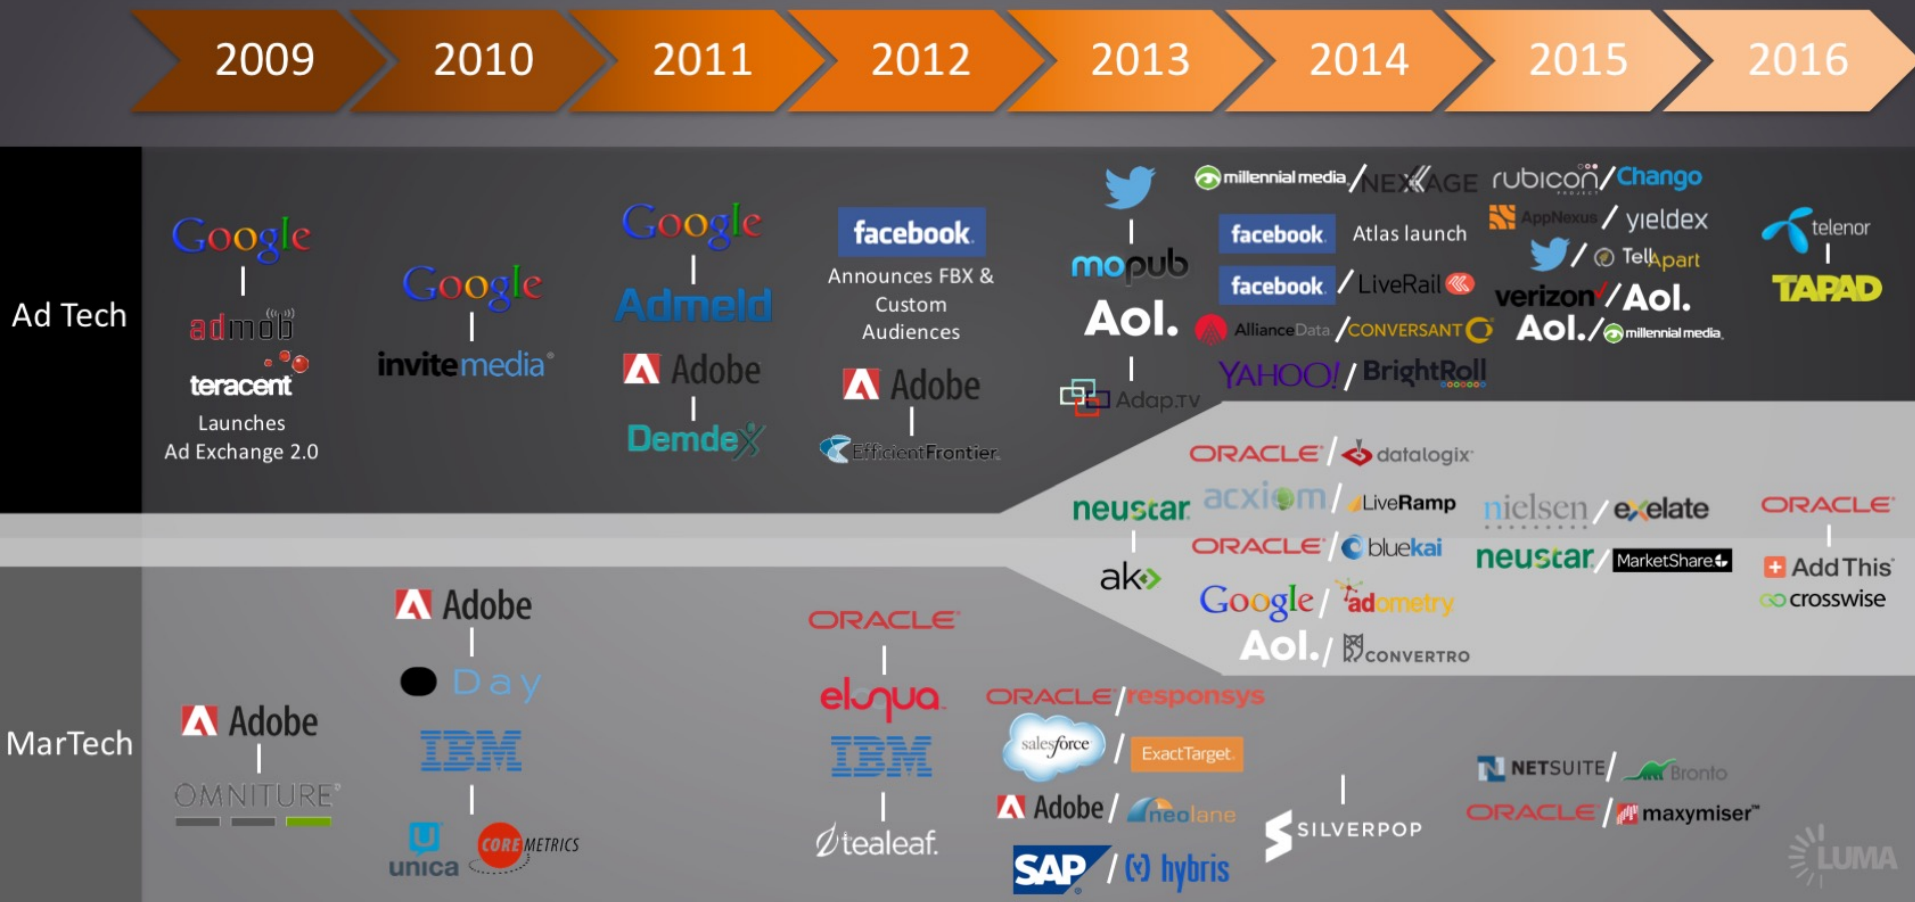 2009 2010 2011 2012 2013 2014 2015 2016
Ad Tech
Google
admob
teracent
Launches
Ad Exchange 2.0
Google
invitemedia
Google
Admeld
Adobe
Demdex
facebook
Announces FBX &
Custom
Audiences
Adobe
EfficientFrontier
mopub
Aol.
Adap.tv
millennial media / NEXAGE
facebook Atlas launch
facebook / LiveRail
AllianceData / CONVERSANT
YAHOO! / BrightRoll
rubicon PROJECT / Chango
AppNexus / yieldex
/ TellApart
verizon / Aol.
Aol. / millennial media
telenor
TAPAD
neustar
ak
ORACLE / datalogix
acxiom / LiveRamp
ORACLE / bluekai
Google / adometry
Aol. / CONVERTRO
nielsen / exelate
neustar / MarketShare
ORACLE
AddThis
crosswise
MarTech
Adobe
OMNITURE
Adobe
Day
IBM
unica
COREMETRICS
ORACLE
eloqua
IBM
tealeaf
ORACLE / responsys
salesforce / ExactTarget
Adobe / neolane
SAP / (y) hybris
SILVERPOP
NETSUITE / Bronto
ORACLE / maxymiser™
LUMA